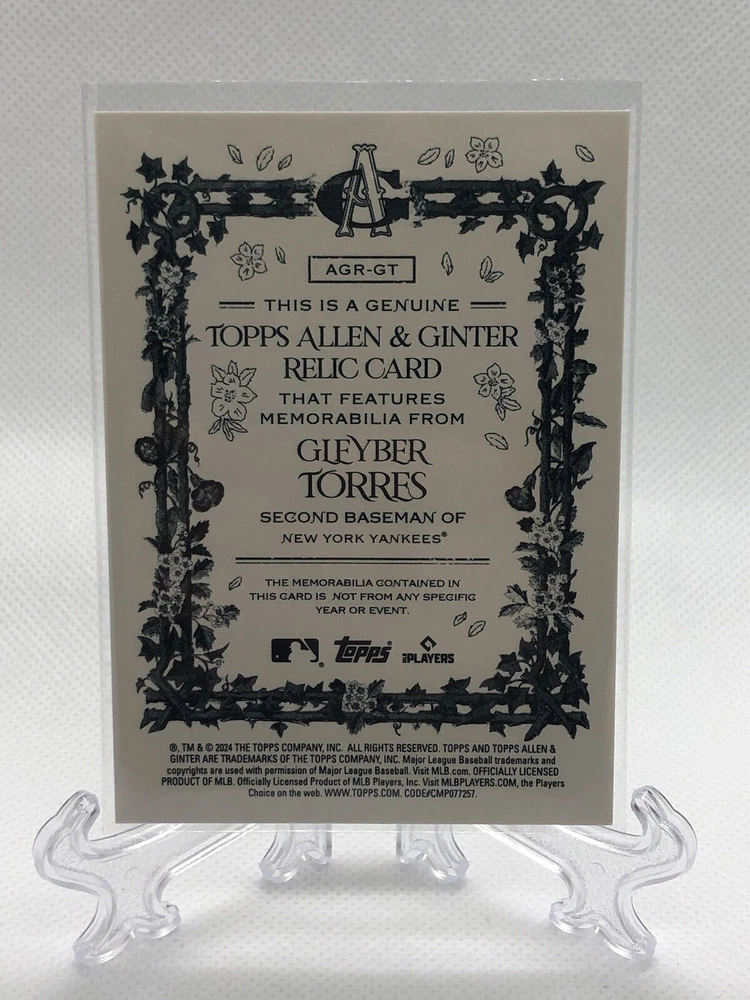 AG
AGR-GT
THIS IS A GENUINE
TOPPS ALLEN & GINTER
RELIC CARD
THAT FEATURES
MEMORABILIA FROM
GLEYBER
TORRES
SECOND BASEMAN OF
NEW YORK YANKEES®
THE MEMORABILIA CONTAINED IN
THIS CARD IS NOT FROM ANY SPECIFIC
YEAR OR EVENT.
® topps MLB PLAYERS
®, TM & © 2024 THE TOPPS COMPANY, INC. ALL RIGHTS RESERVED. TOPPS AND TOPPS ALLEN &
GINTER ARE TRADEMARKS OF THE TOPPS COMPANY, INC. Major League Baseball trademarks and
copyrights are used with permission of Major League Baseball. Visit MLB.com. OFFICIALLY LICENSED
PRODUCT OF MLB. Officially Licensed Product of MLB Players, Inc. Visit MLBPLAYERS.COM, the Players
Choice on the web. WWW.TOPPS.COM. CODE#CMP077257.